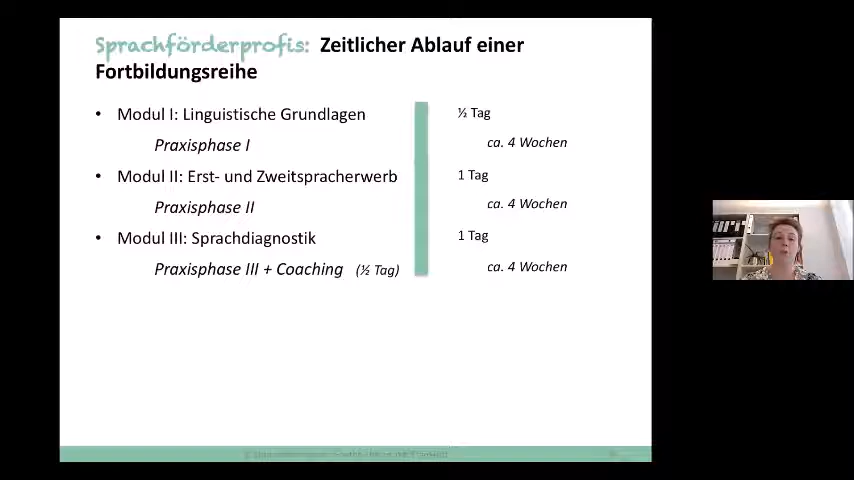 Sprachförderprofis: Zeitlicher Ablauf einer
Fortbildungsreihe
• Modul I: Linguistische Grundlagen ½ Tag
Praxisphase I ca. 4 Wochen
• Modul II: Erst- und Zweitspracherwerb 1 Tag
Praxisphase II ca. 4 Wochen
• Modul III: Sprachdiagnostik 1 Tag
Praxisphase III + Coaching (½ Tag) ca. 4 Wochen